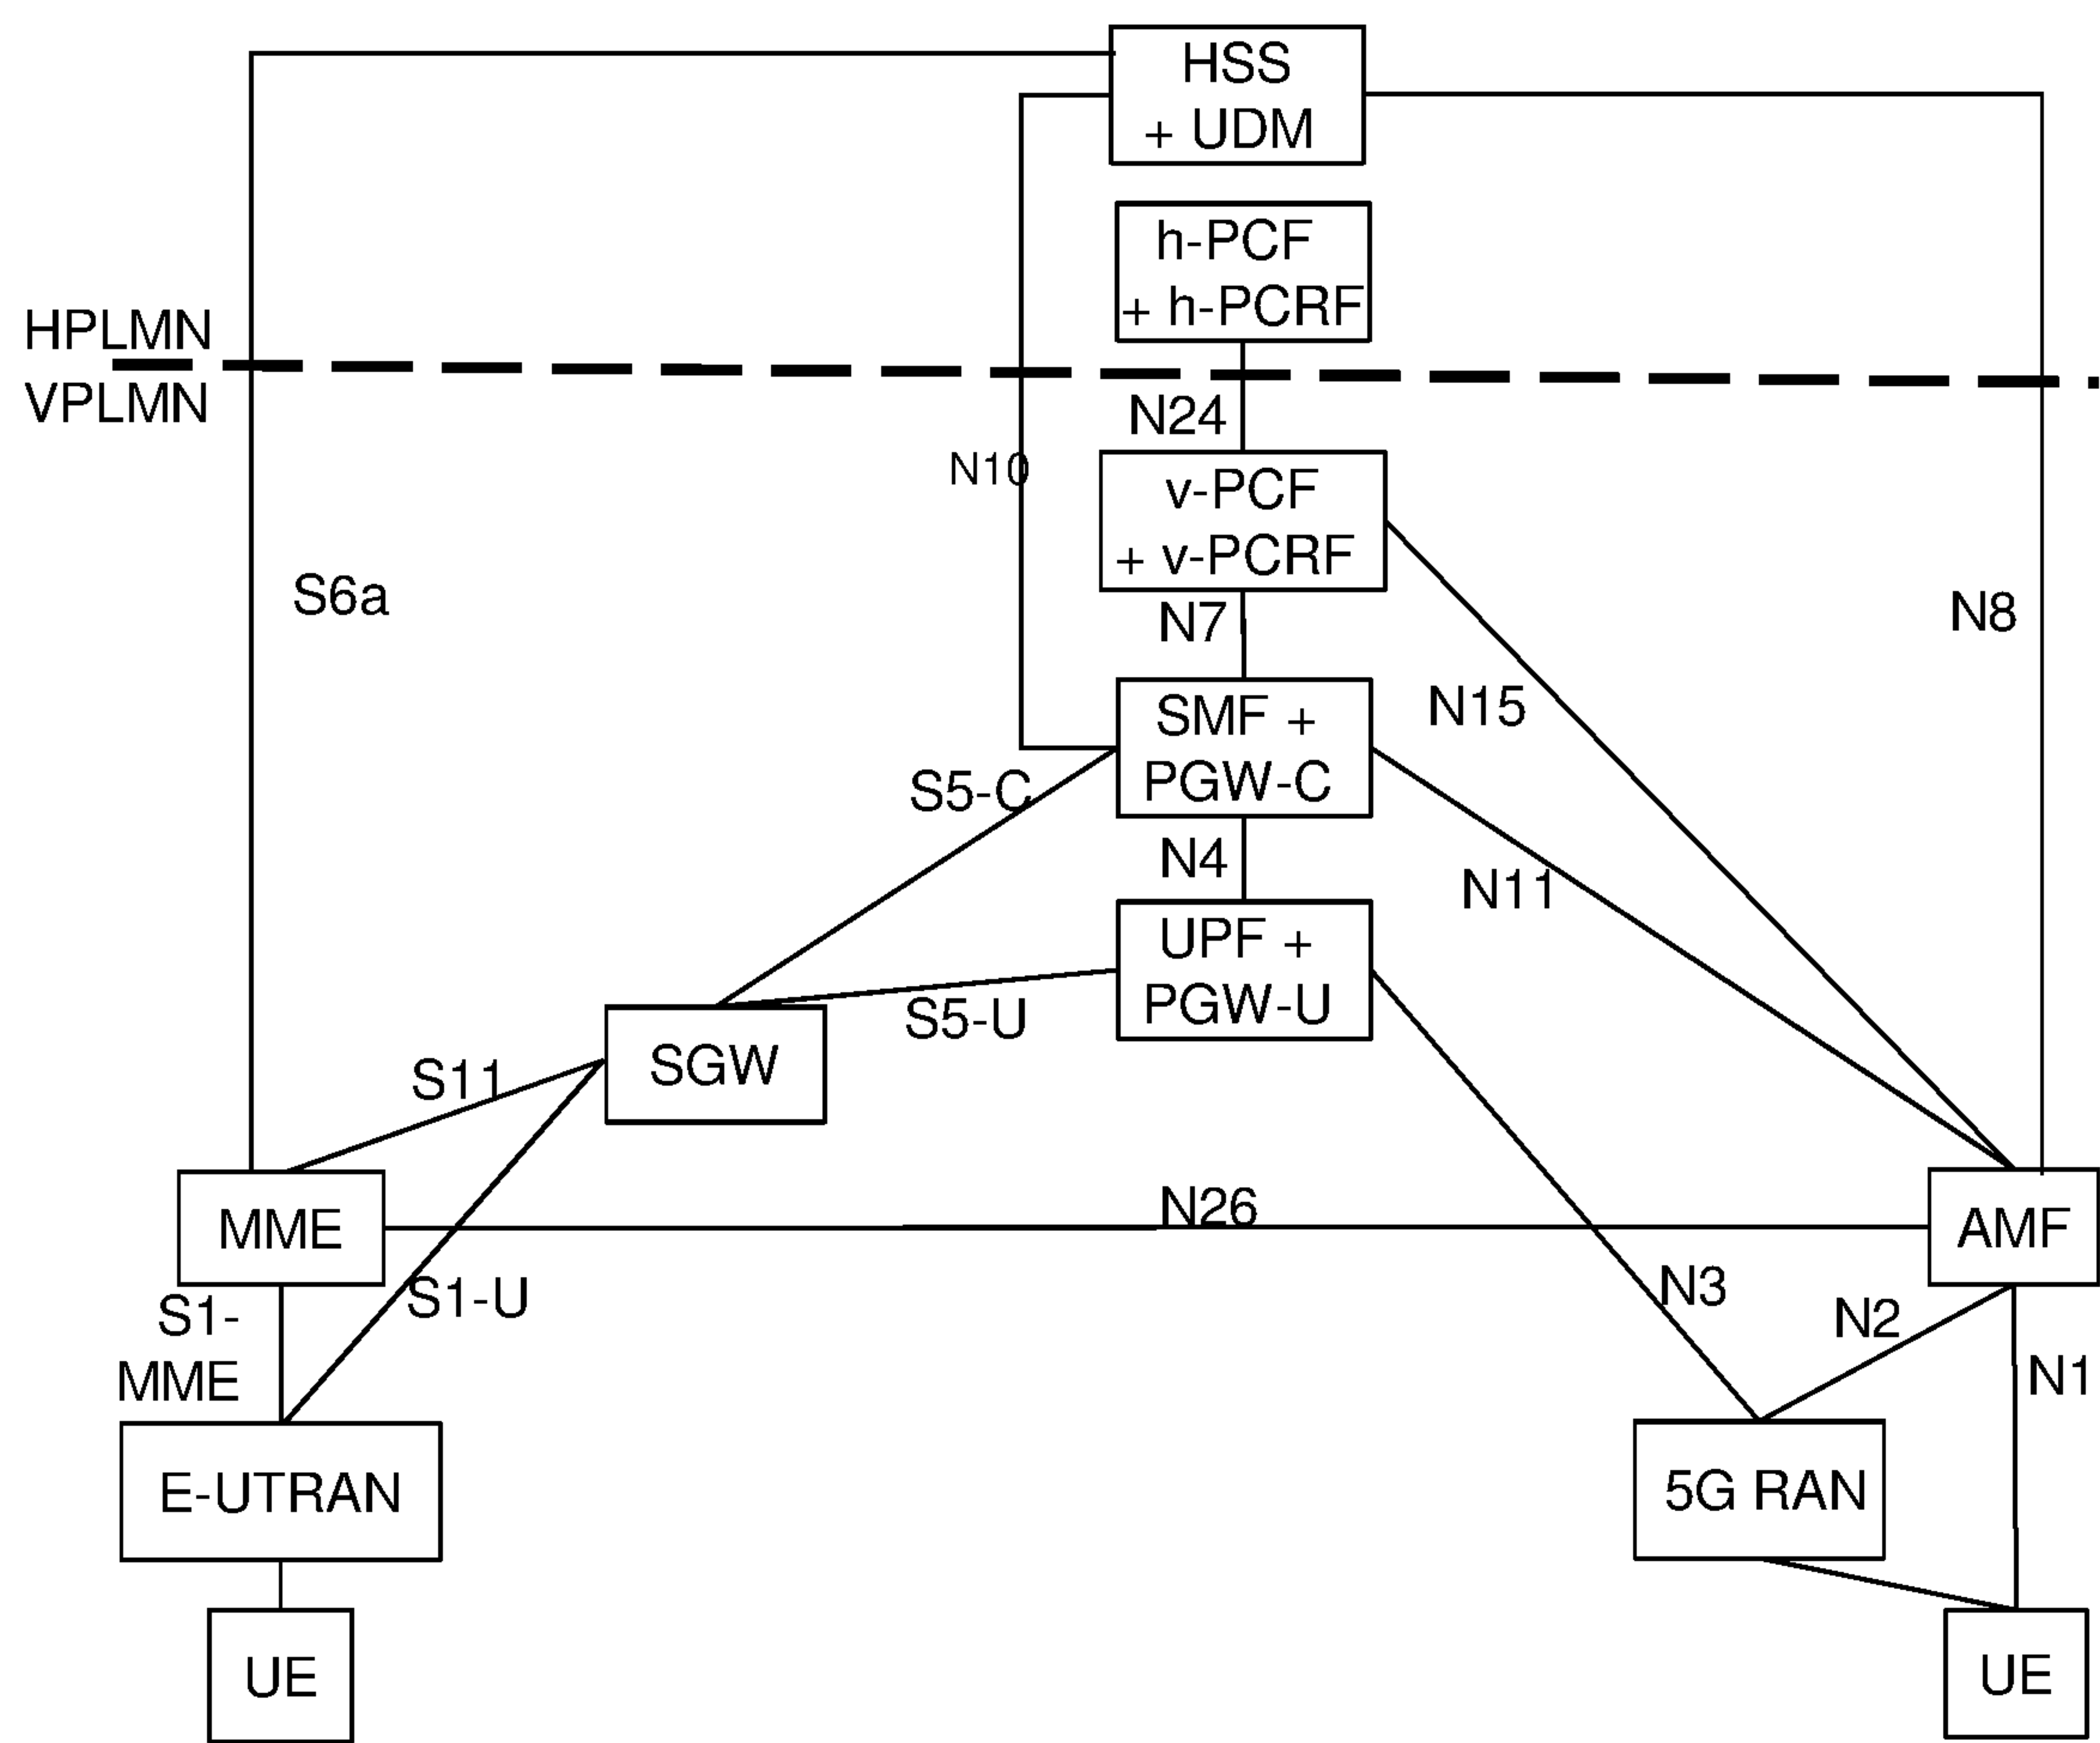 HSS
+ UDM
h-PCF
+ h-PCRF
HPLMN
VPLMN
N24
N10
v-PCF
+ v-PCRF
S6a
N8
N7
SMF +
PGW-C
N15
S5-C
N4
N11
UPF +
PGW-U
S5-U
SGW
S11
N26
MME
AMF
S1-U
S1-
MME
N3
N2
N1
E-UTRAN
5G RAN
UE
UE